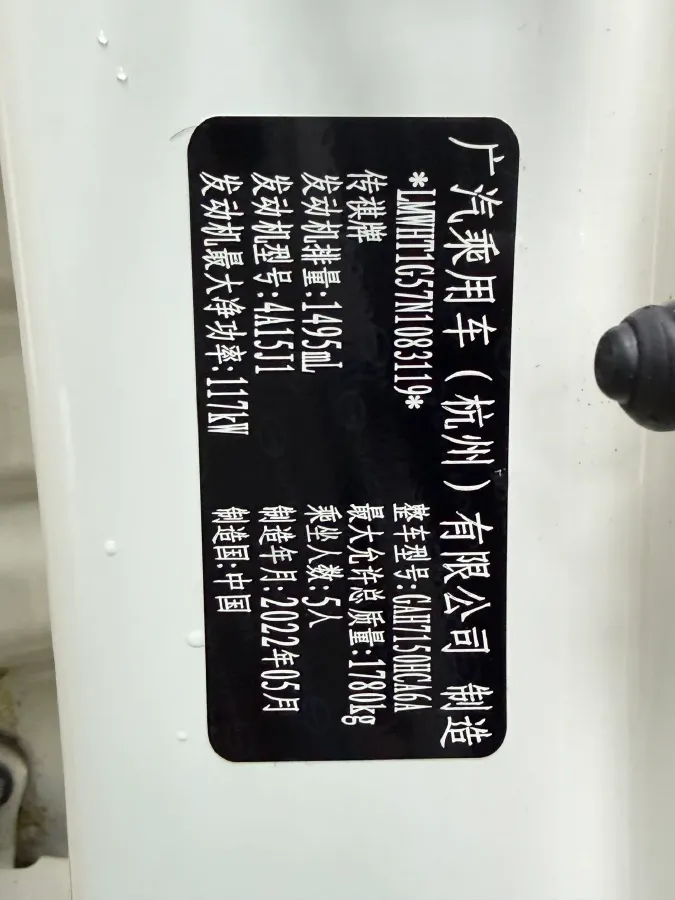 广汽乘用车（杭州）有限公司 制造
*LMWHT1G57N1083119* 整车型号:GAH7150HCA6A
传祺牌 最大允许总质量:1780kg
发动机排量:1495mL 乘坐人数:5人
发动机型号:4A15J1 制造年月:2022年05月
发动机最大净功率:117kW 制造国:中国